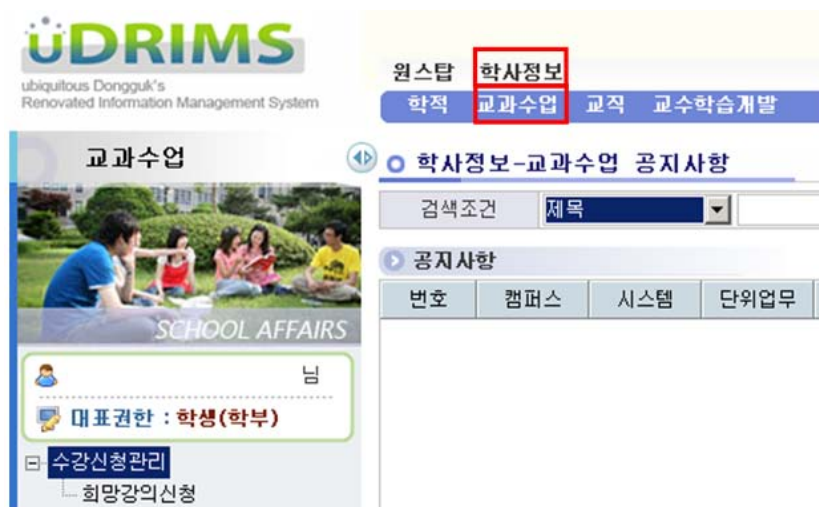 uDRIMS
ubiquitous Dongguk's
Renovated Information Management System
원스탑 학사정보
학적 교과수업 교직 교수학습개발
교과수업
학사정보-교과수업 공지사항
검색조건 제목
공지사항
번호 캠퍼스 시스템 단위업무
SCHOOL AFFAIRS
님
대표권한 : 학생(학부)
수강신청관리
희망강의신청